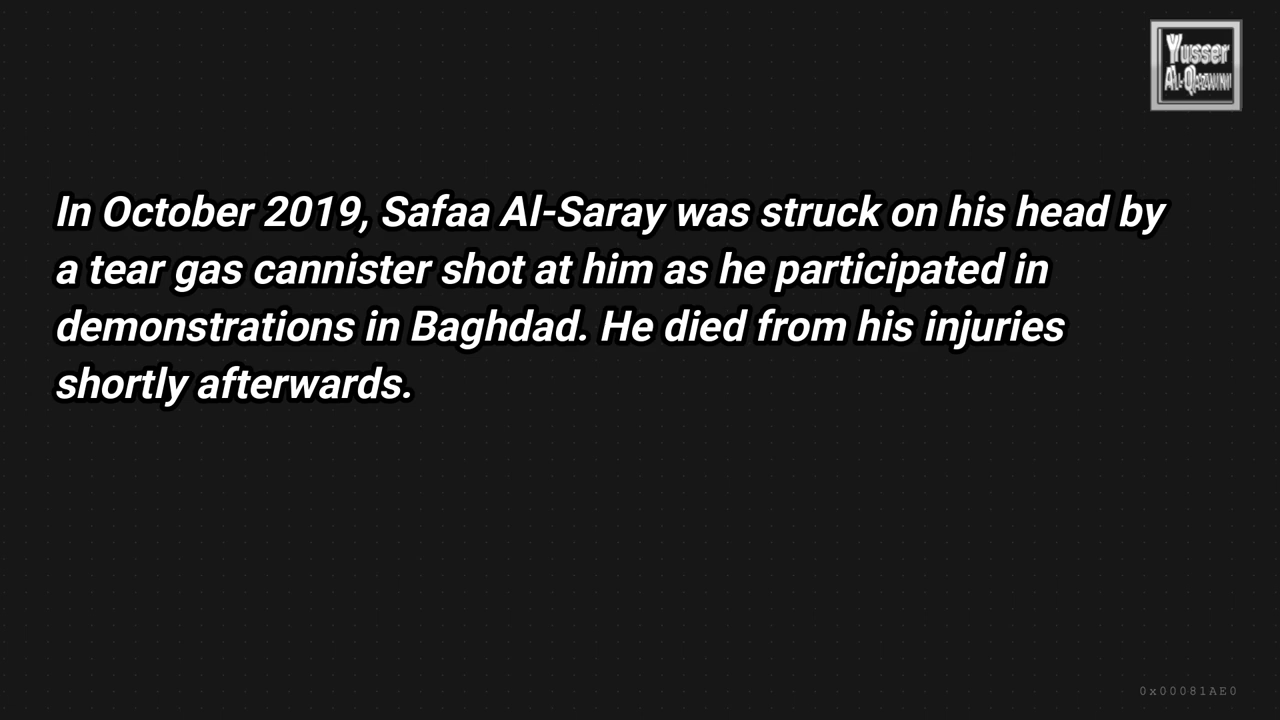 Yusser
Al-Qazwini
In October 2019, Safaa Al-Saray was struck on his head by
a tear gas cannister shot at him as he participated in
demonstrations in Baghdad. He died from his injuries
shortly afterwards.
0x00081AE0